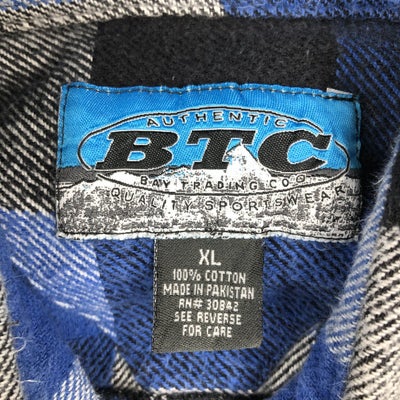 AUTHENTIC
BTC
BAY TRADING CO.
QUALITY SPORTSWEAR
XL
100% COTTON
MADE IN PAKISTAN
RN# 30842
SEE REVERSE
FOR CARE